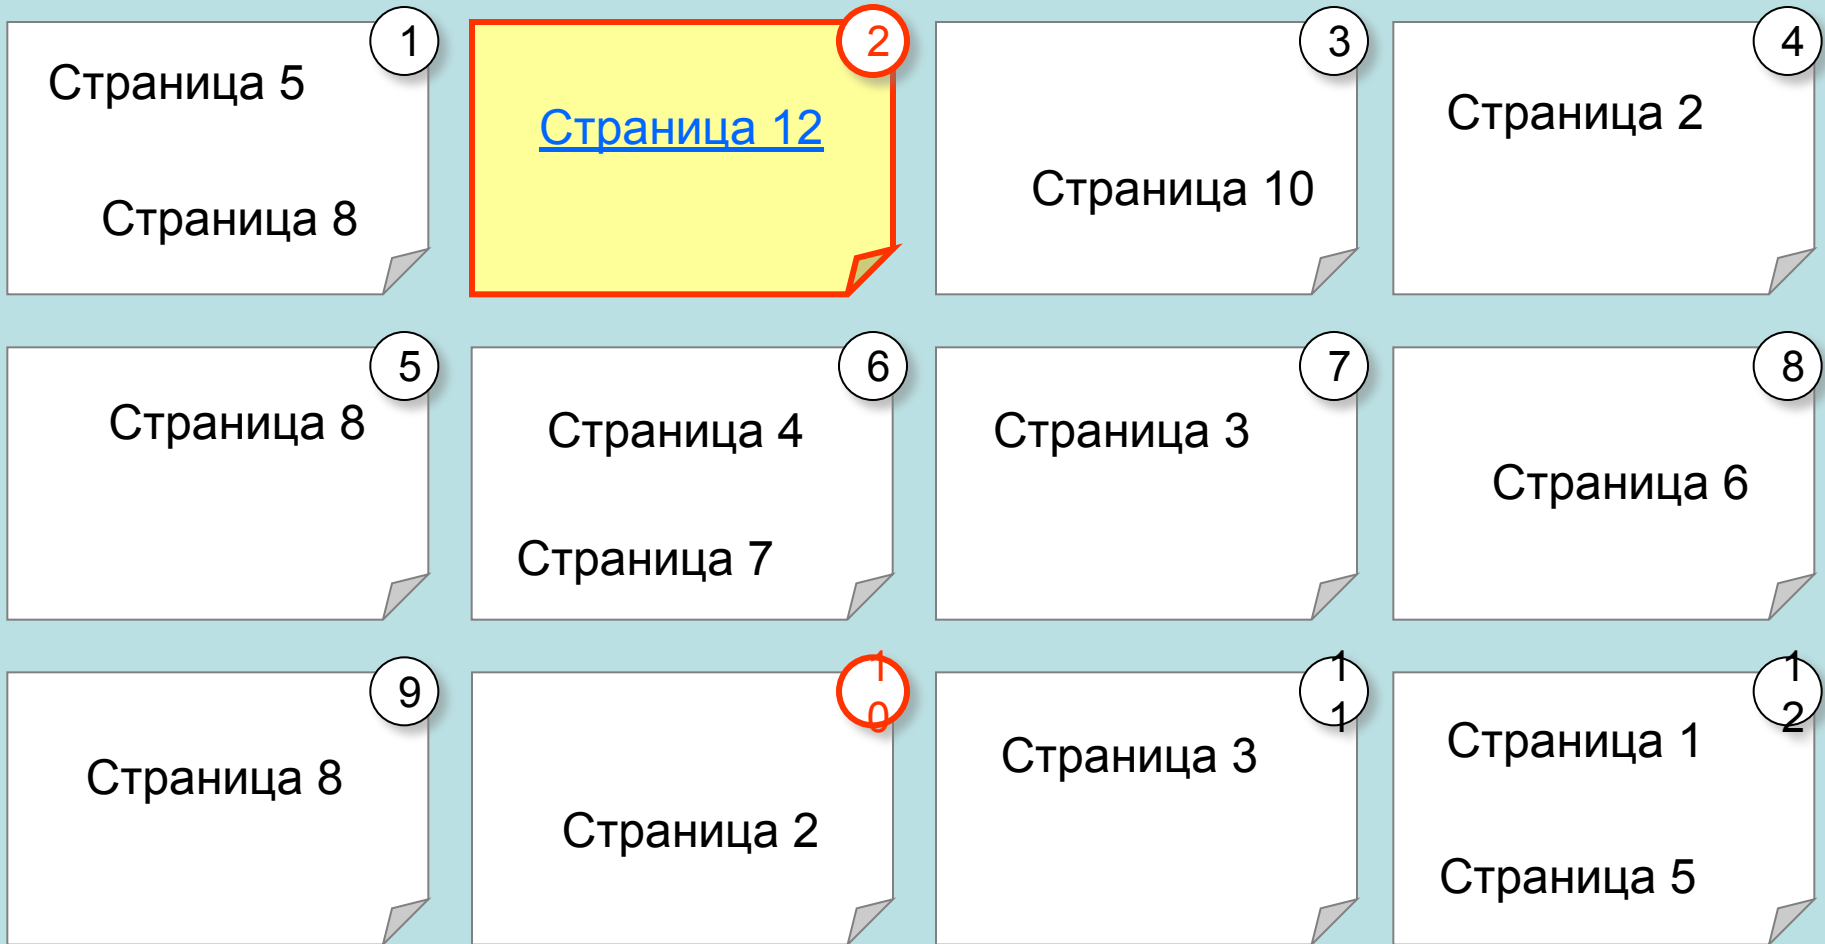 1
Страница 5
Страница 8
2
Страница 12
3
Страница 10
4
Страница 2
5
Страница 8
6
Страница 4
Страница 7
7
Страница 3
8
Страница 6
9
Страница 8
10
Страница 2
11
Страница 3
12
Страница 1
Страница 5